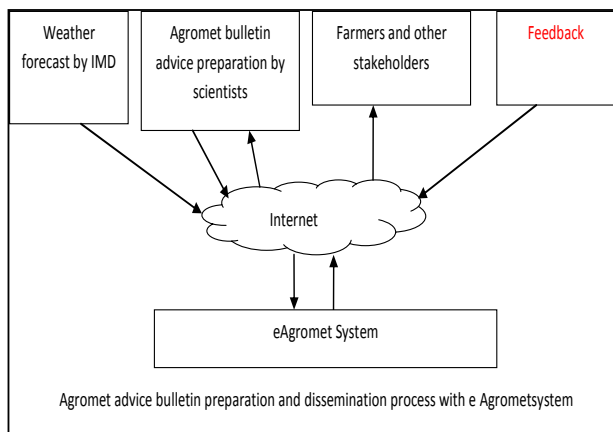 Weather
forecast by IMD
Agromet bulletin
advice preparation by
scientists
Farmers and other
stakeholders
Feedback
Internet
eAgromet System
Agromet advice bulletin preparation and dissemination process with e Agrometsystem